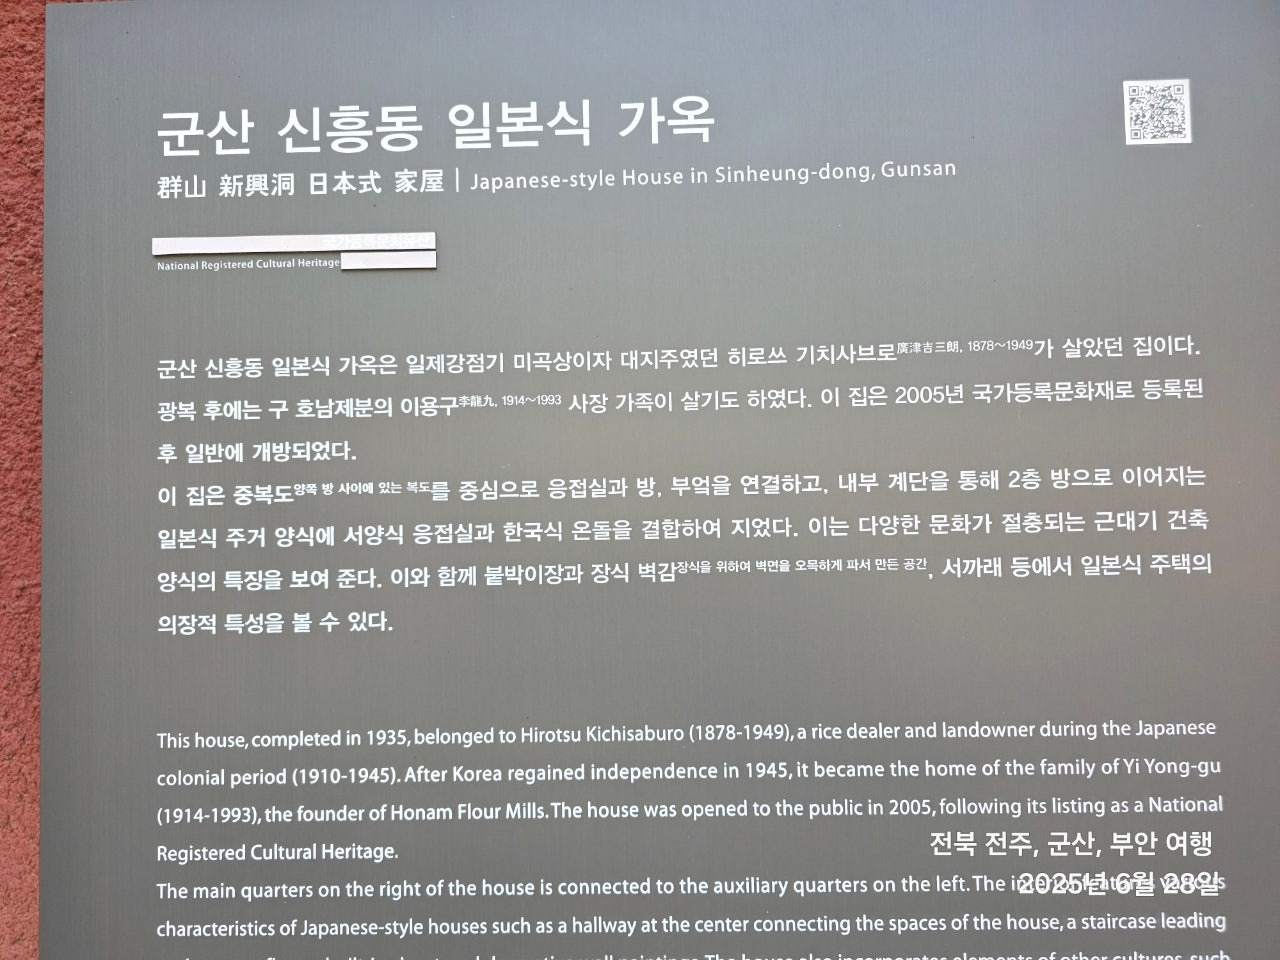 군산 신흥동 일본식 가옥
群山 新興洞 日本式 家屋 | Japanese-style House in Sinheung-dong, Gunsan
National Registered Cultural Heritage
군산 신흥동 일본식 가옥은 일제강점기 미곡상이자 대지주였던 히로쓰 기치사브로廣津吉三朗, 1878~1949가 살았던 집이다.
광복 후에는 구 호남제분의 이용구李龍九, 1914~1993 사장 가족이 살기도 하였다. 이 집은 2005년 국가등록문화재로 등록된
후 일반에 개방되었다.
이 집은 중복도양쪽 방 사이에 있는 복도를 중심으로 응접실과 방, 부엌을 연결하고, 내부 계단을 통해 2층 방으로 이어지는
일본식 주거 양식에 서양식 응접실과 한국식 온돌을 결합하여 지었다. 이는 다양한 문화가 절충되는 근대기 건축
양식의 특징을 보여 준다. 이와 함께 붙박이장과 장식 벽감장식을 위하여 벽면을 오목하게 파서 만든 공간, 서까래 등에서 일본식 주택의
의장적 특성을 볼 수 있다.
This house, completed in 1935, belonged to Hirotsu Kichisaburo (1878-1949), a rice dealer and landowner during the Japanese
colonial period (1910-1945). After Korea regained independence in 1945, it became the home of the family of Yi Yong-gu
(1914-1993), the founder of Honam Flour Mills. The house was opened to the public in 2005, following its listing as a National
Registered Cultural Heritage.
전북 전주, 군산, 부안 여행
The main quarters on the right of the house is connected to the auxiliary quarters on the left. The
2025년 6월 28일
characteristics of Japanese-style houses such as a hallway at the center connecting the spaces of the house, a staircase leading